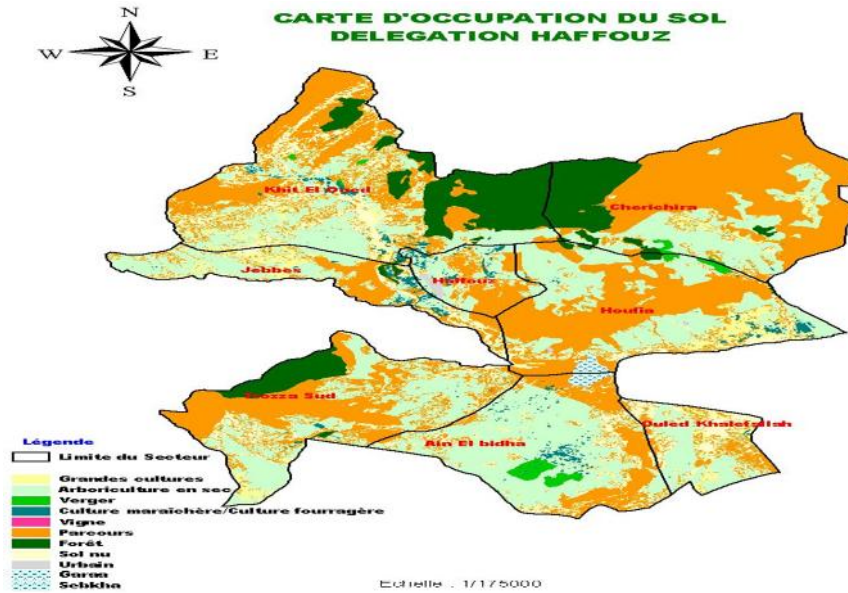 CARTE D'OCCUPATION DU SOL
DELEGATION HAFFOUZ
N
W
E
S
Khit El Oued
Cherichira
Jebbes
Haffouz
Houfia
Sud
Ouled Khalefallah
Ain El bidha
Légende
Limite du Secteur
Grandes cultures
Arboriculture en sec
Verger
Culture maraîchère/Culture fourragère
Vigne
Parcours
Forêt
Sol nu
Urbain
Garaa
Sebkha
Echelle : 1/175000